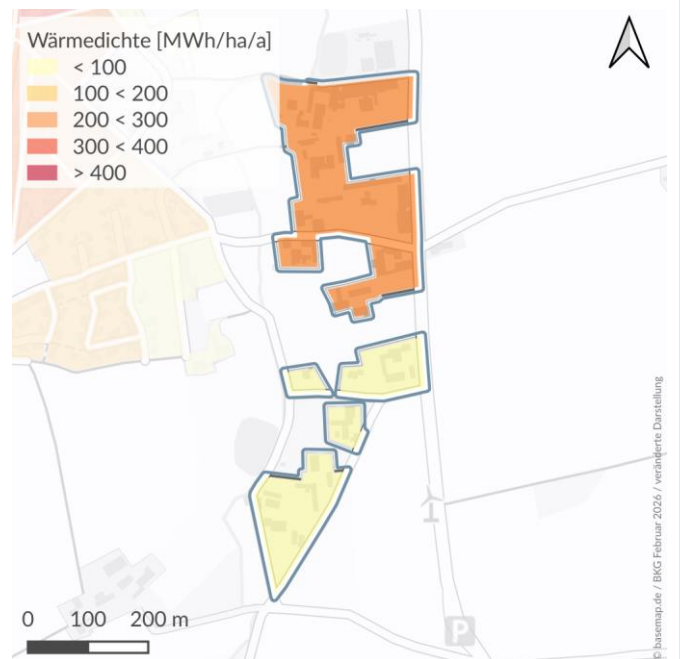 Wärmedichte [MWh/ha/a]
< 100
100 < 200
200 < 300
300 < 400
> 400
0 100 200 m
P
© basemap.de / BKG Februar 2026 / veränderte Darstellung